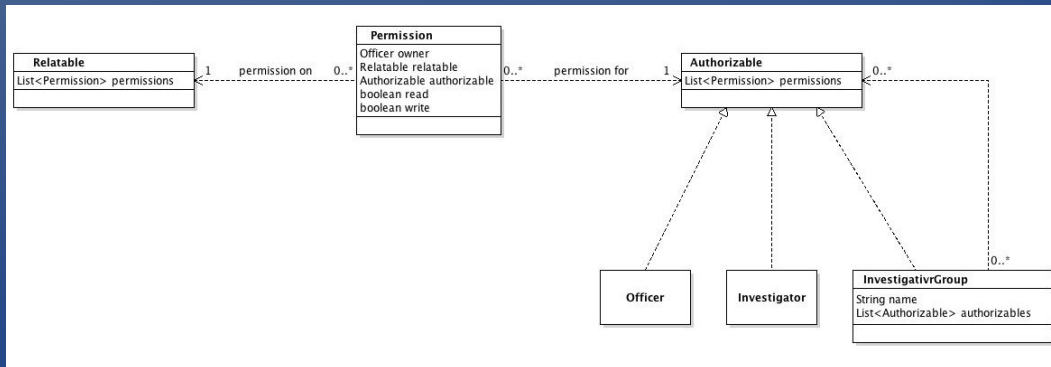 Relatable
List<Permission> permissions
1
permission on
0..*
Permission
Officer owner
Relatable relatable
Authorizable authorizable
boolean read
boolean write
0..*
permission for
1
Authorizable
List<Permission> permissions
0..*
0..*
Officer
Investigator
InvestigativrGroup
String name
List<Authorizable> authorizables